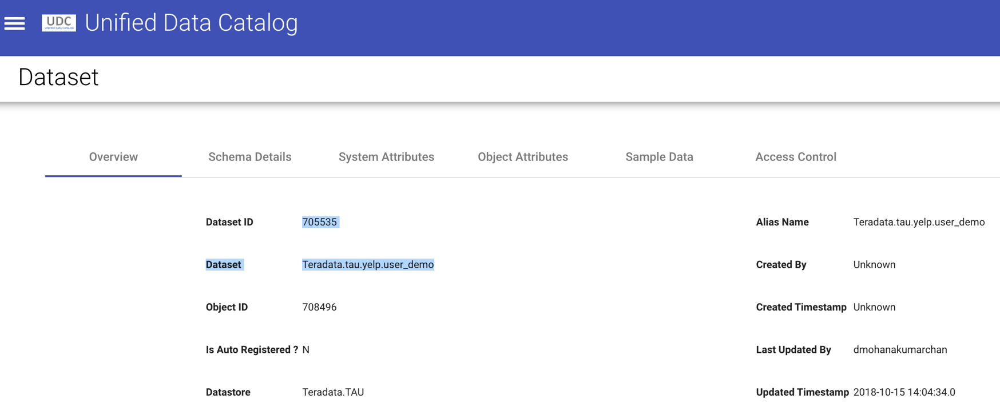 UDC
UNIFIED DATA CATALOG
Unified Data Catalog
Dataset
Overview Schema Details System Attributes Object Attributes Sample Data Access Control
Dataset ID 705535 Alias Name Teradata.tau.yelp.user_demo
Dataset Teradata.tau.yelp.user_demo Created By Unknown
Object ID 708496 Created Timestamp Unknown
Is Auto Registered ? N Last Updated By dmohanakumarchan
Datastore Teradata.TAU Updated Timestamp 2018-10-15 14:04:34.0